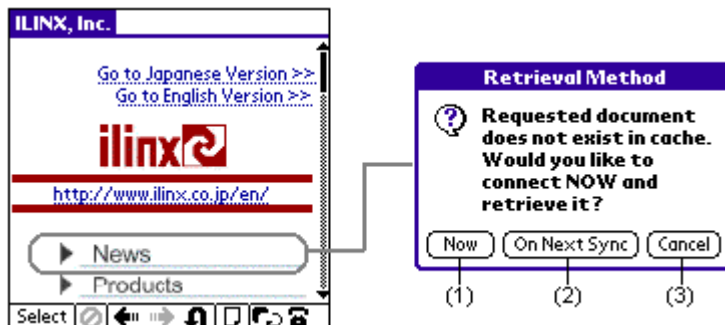 ILINX, Inc.
Go to Japanese Version >>
Go to English Version >>
ilinx
http://www.ilinx.co.jp/en/
News
Products
Select
Retrieval Method
Requested document
does not exist in cache.
Would you like to
connect NOW and
retrieve it?
Now On Next Sync Cancel
(1) (2) (3)